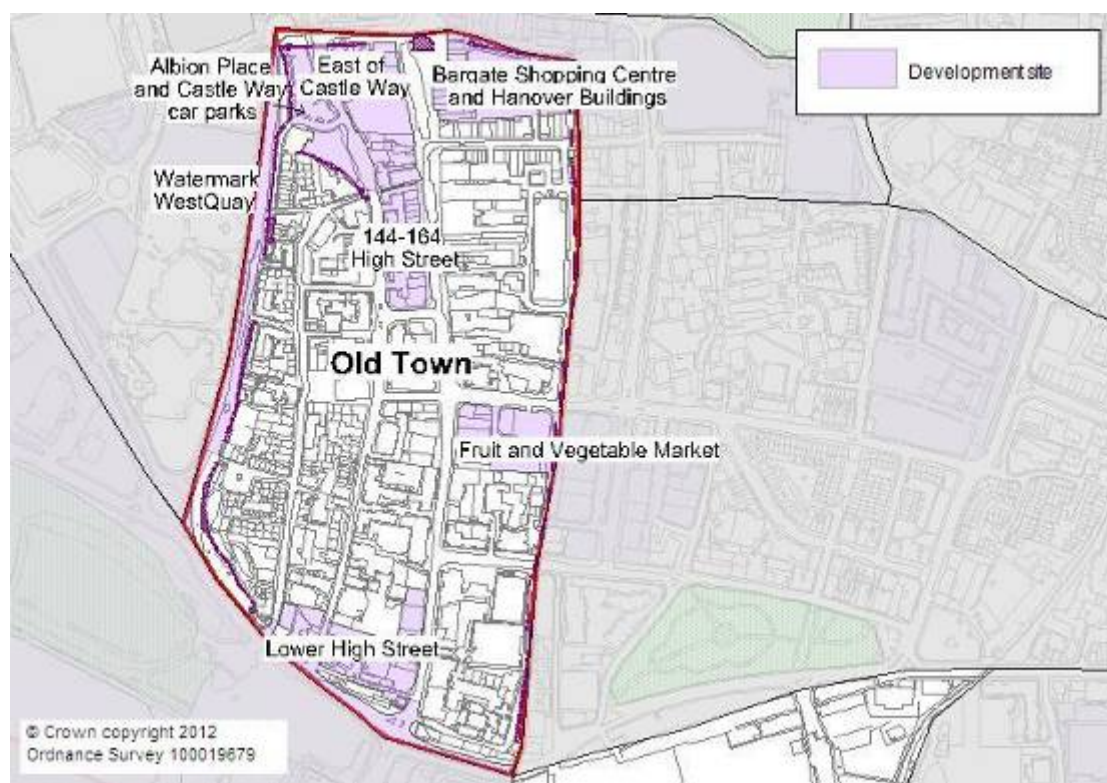 Albion Place
and Castle Way
car parks
East of
Castle Way
Bargate Shopping Centre
and Hanover Buildings
Development site
Watermark
WestQuay
144-164
High Street
Old Town
Fruit and Vegetable Market
Lower High Street
© Crown copyright 2012
Ordnance Survey 100019679